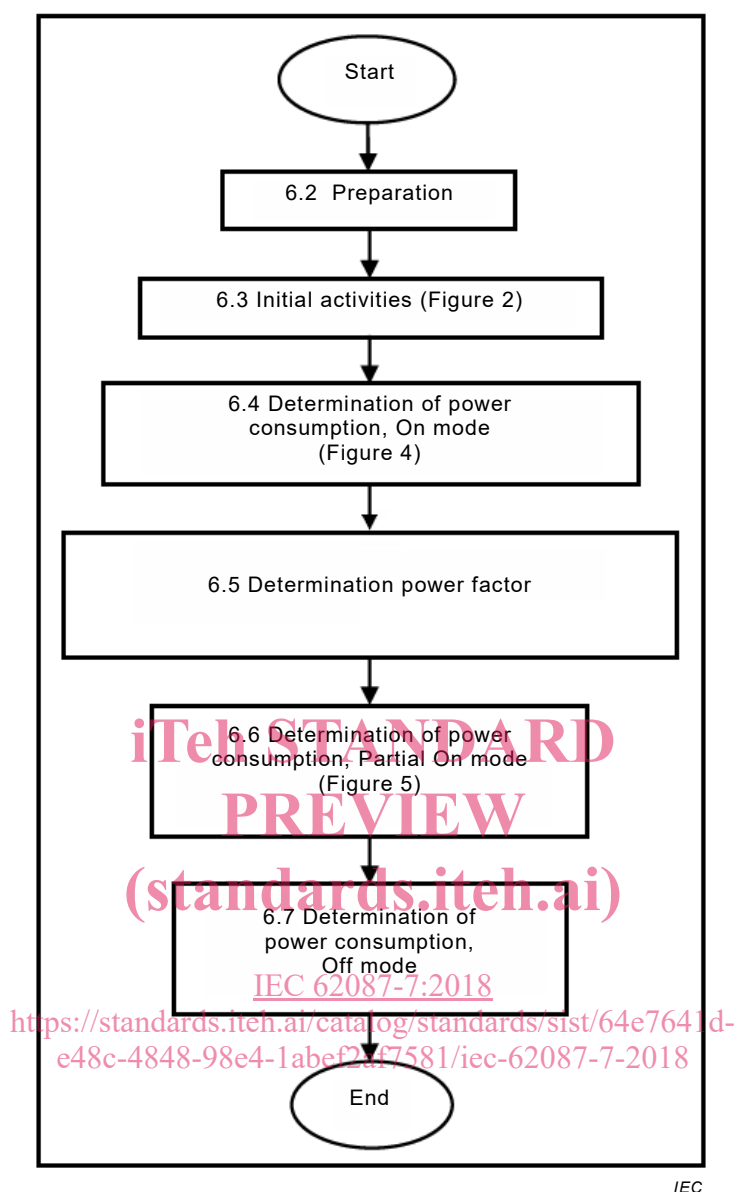 Start
6.2 Preparation
6.3 Initial activities (Figure 2)
6.4 Determination of power
consumption, On mode
(Figure 4)
6.5 Determination power factor
iTeh STANDARD
6.6 Determination of power
consumption, Partial On mode
(Figure 5)
PREVIEW
(standards.iteh.ai)
6.7 Determination of
power consumption,
Off mode
IEC 62087-7:2018
https://standards.iteh.ai/catalog/standards/sist/64e7641d-
e48c-4848-98e4-1abef2af7581/iec-62087-7-2018
End
IEC